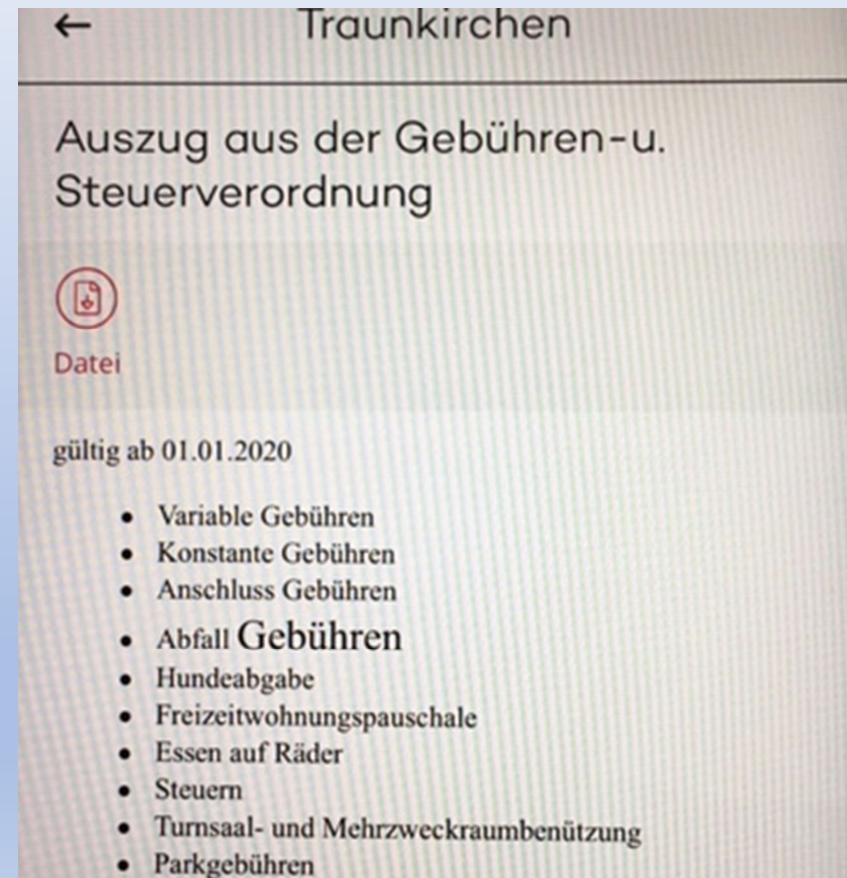 Traunkirchen
Auszug aus der Gebühren-u.
Steuerverordnung
Datei
gültig ab 01.01.2020
• Variable Gebühren
• Konstante Gebühren
• Anschluss Gebühren
• Abfall Gebühren
• Hundeabgabe
• Freizeitwohnungspauschale
• Essen auf Räder
• Steuern
• Turnsaal- und Mehrzweckraumbenützung
• Parkgebühren